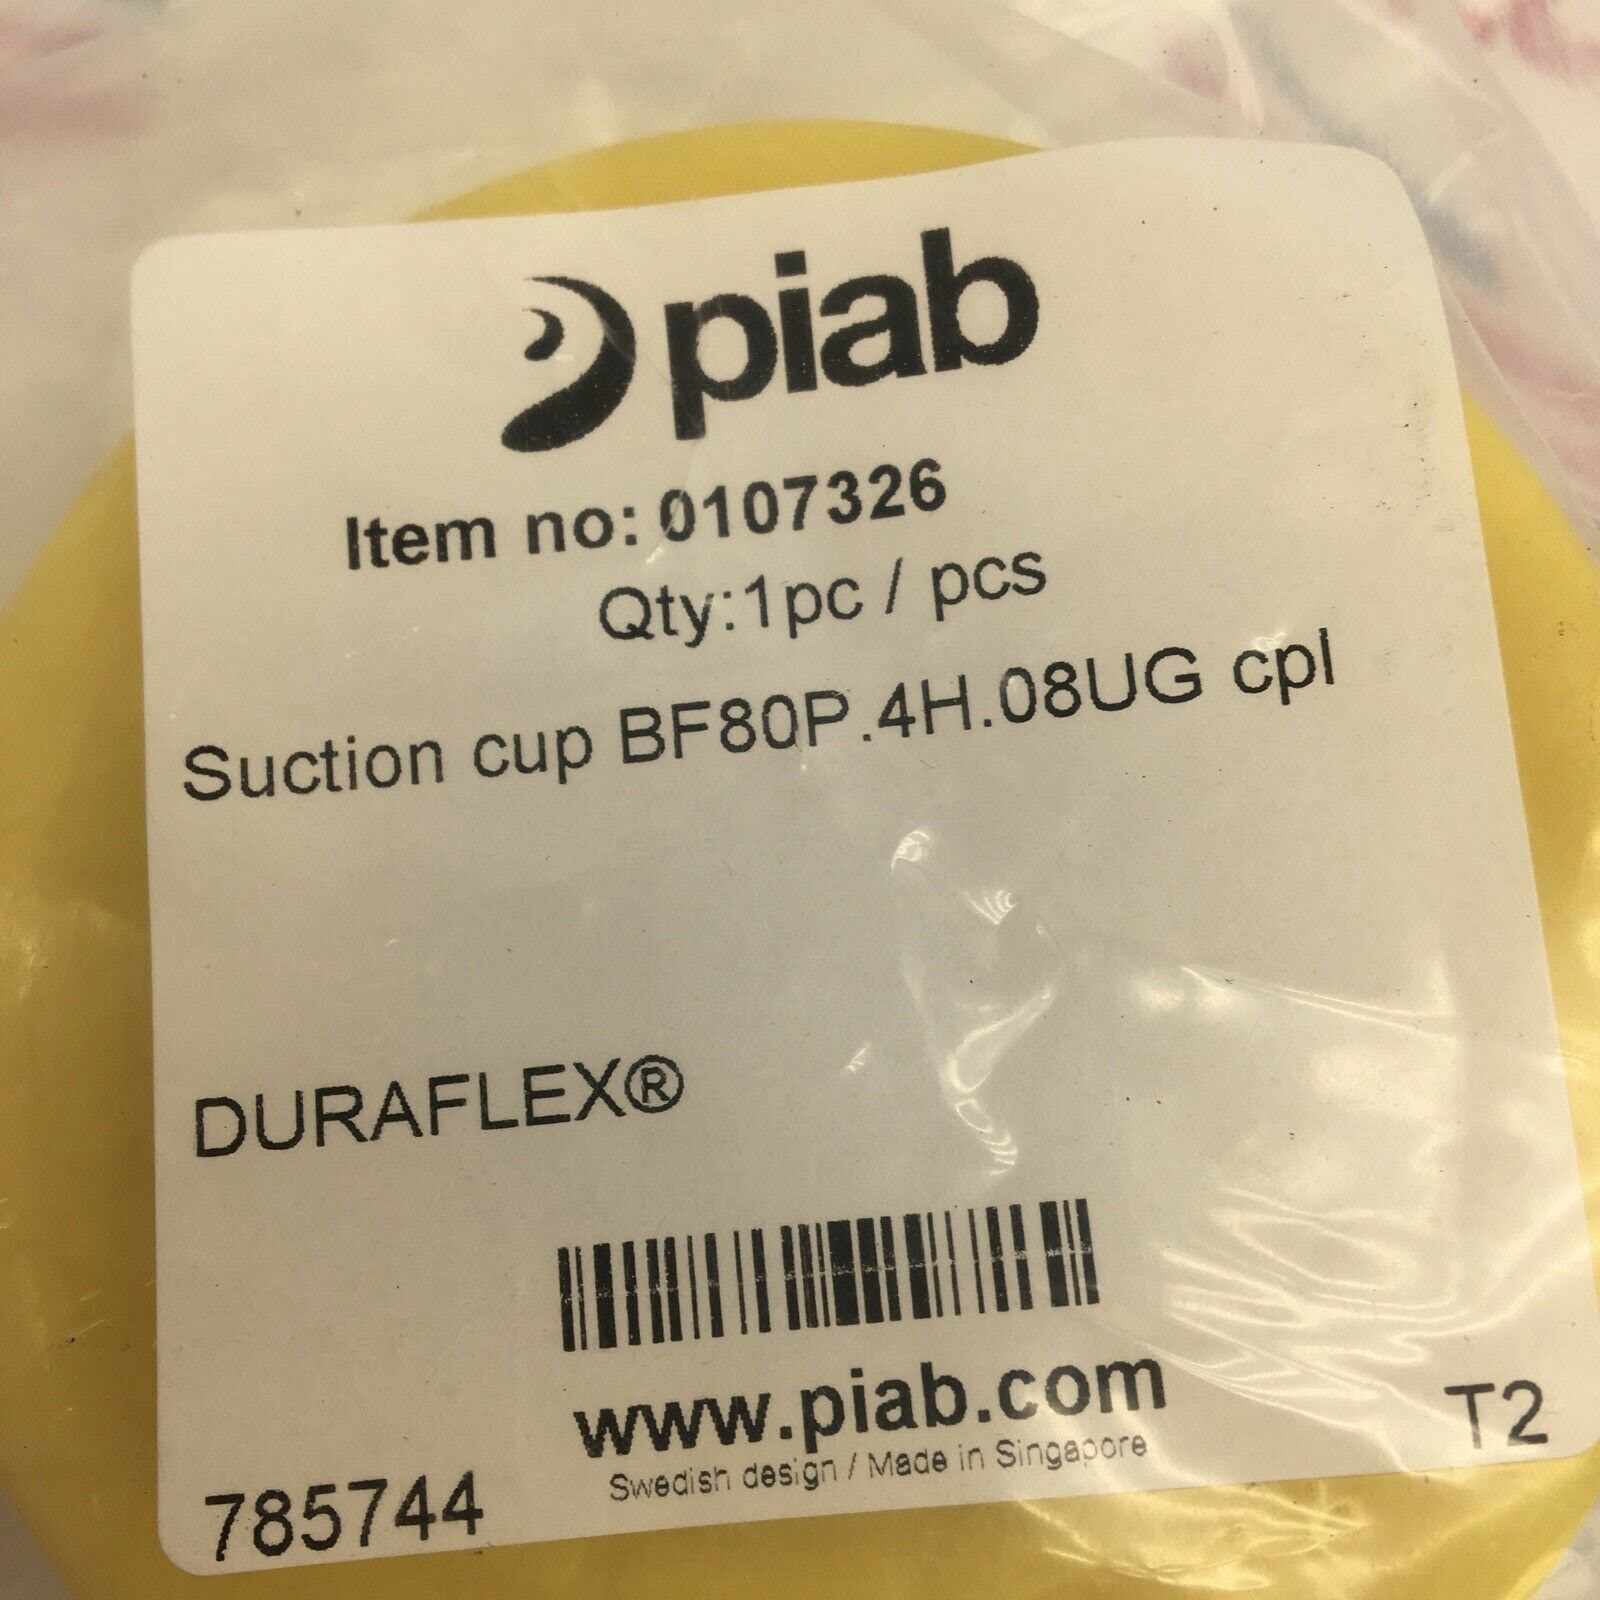 piab
Item no: 0107326
Qty:1pc / pcs
Suction cup BF80P.4H.08UG cpl
DURAFLEX®
www.piab.com
Swedish design / Made in Singapore
785744
T2